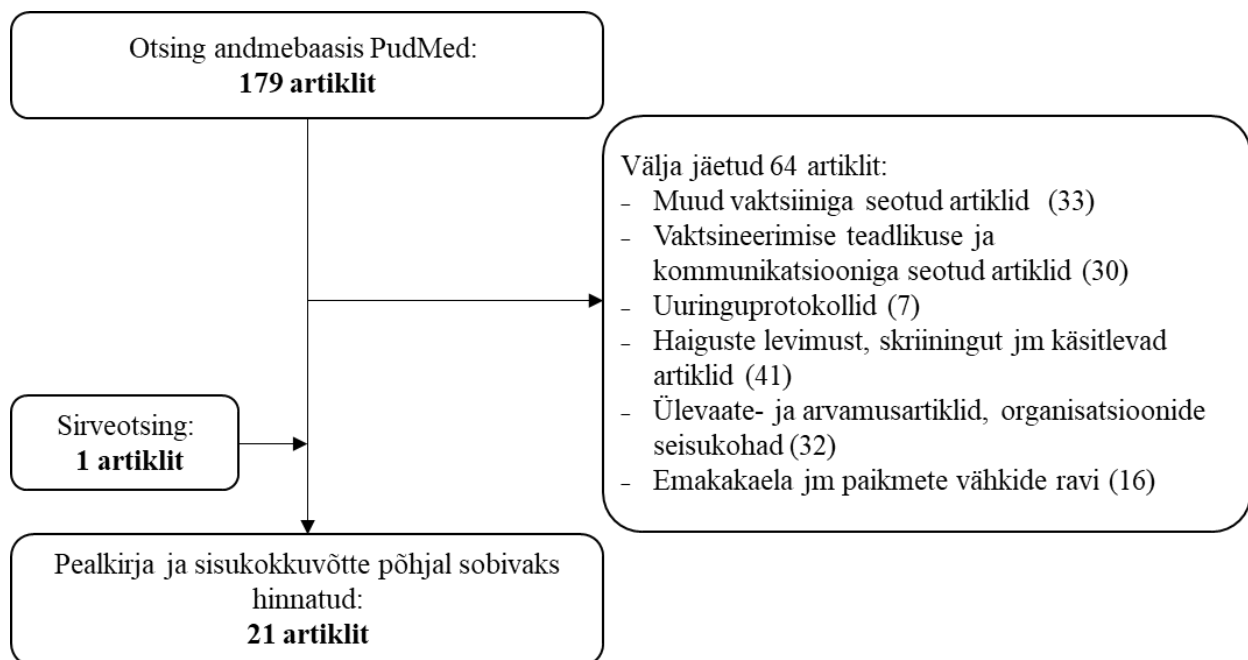 Otsing andmebaasis PudMed:
179 artiklit
Välja jäetud 64 artiklit:
- Muud vaktsiiniga seotud artiklid (33)
- Vaktsineerimise teadlikuse ja
kommunikatsiooniga seotud artiklid (30)
- Uuringuprotokollid (7)
- Haiguste levimust, skriiningut jm käsitlevad
artiklid (41)
- Ülevaate- ja arvamusartiklid, organisatsioonide
seisukohad (32)
- Emakakaela jm paikmete vähkide ravi (16)
Sirveotsing:
1 artiklit
Pealkirja ja sisukokkuvõtte põhjal sobivaks
hinnatud:
21 artiklit